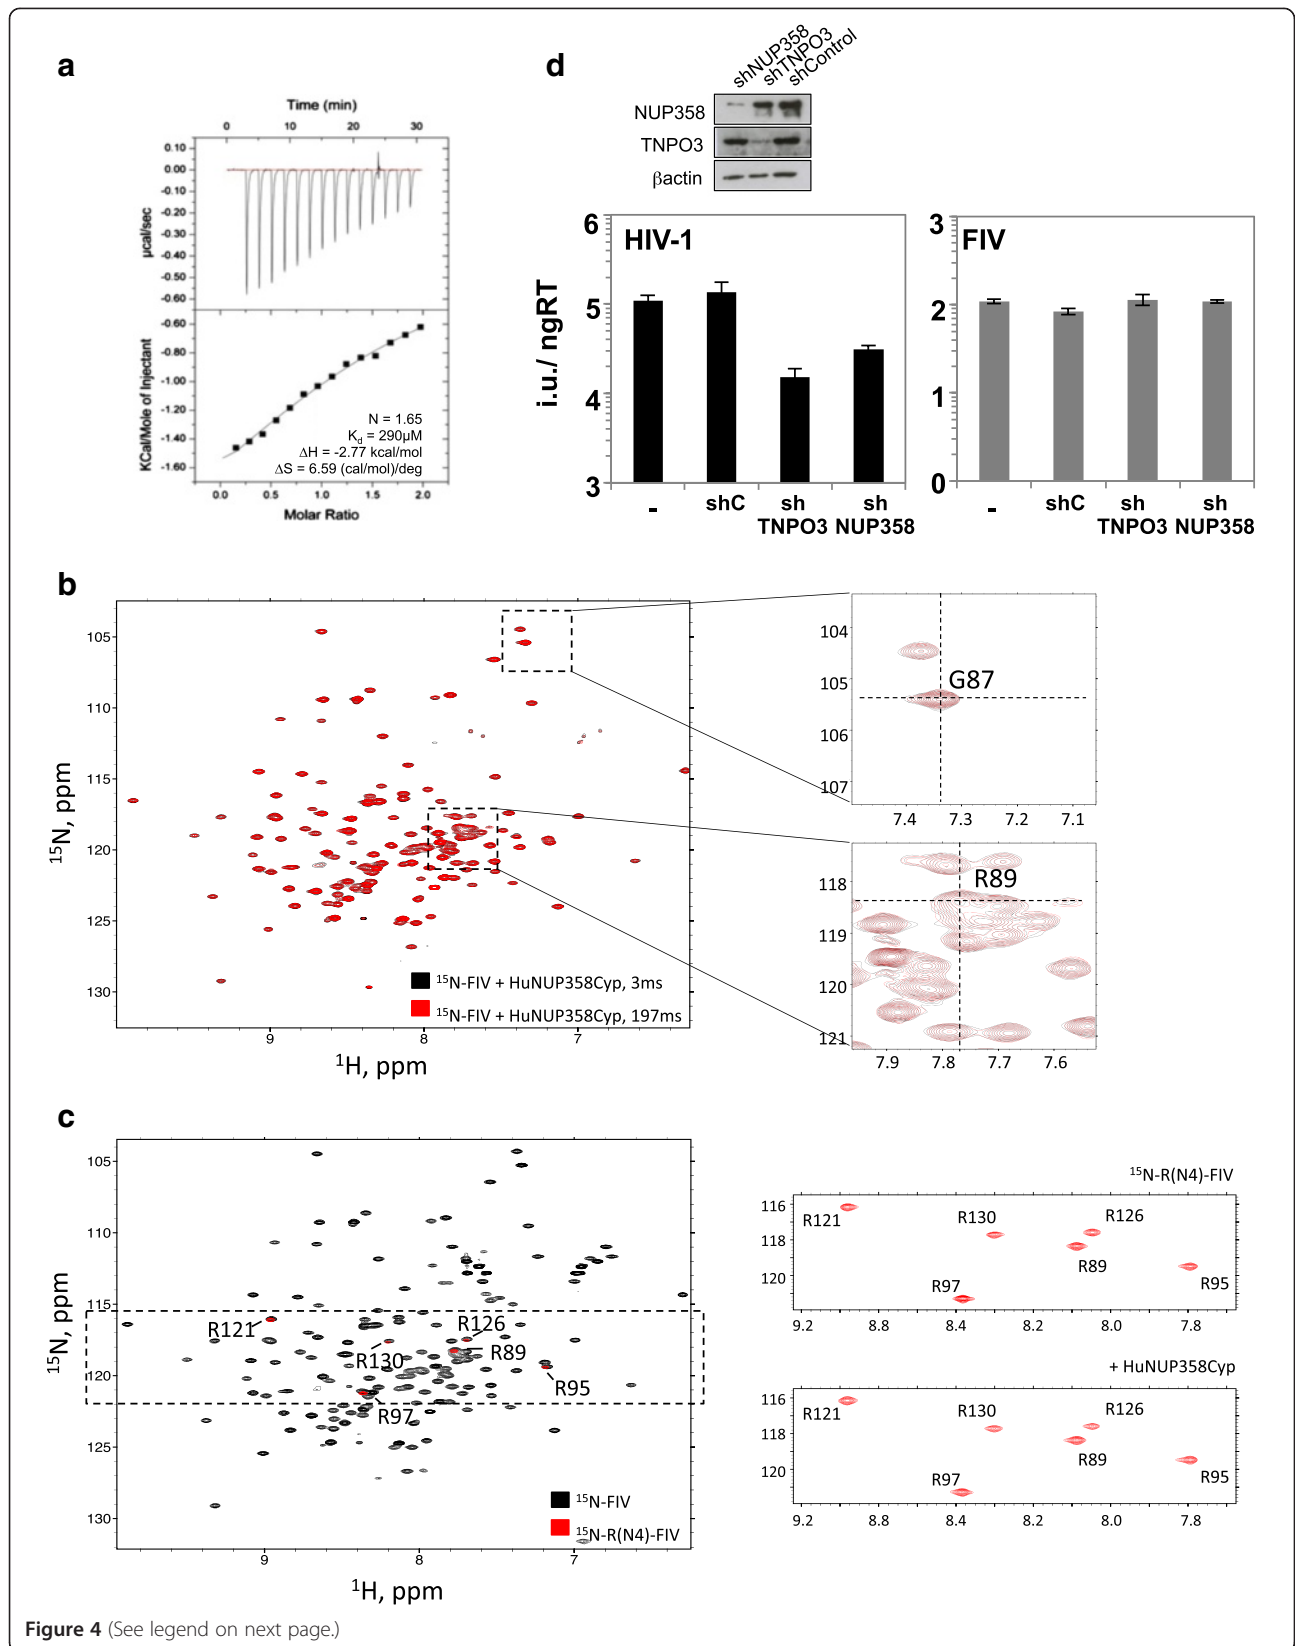 a
Time (min)
0 10 20 30
0.10
0.00
-0.10
-0.20
-0.30
-0.40
-0.50
-0.60
µcal/sec
-0.60
-0.80
-1.00
-1.20
-1.40
-1.60
KCal/Mole of Injectant
N = 1.65
Kd = 290µM
ΔH = -2.77 kcal/mol
ΔS = 6.59 (cal/mol)/deg
0.0 0.5 1.0 1.5 2.0
Molar Ratio
d
shNUP358
shTNPO3
shControl
NUP358
TNPO3
βactin
i.u./ ngRT
6
5
4
3
HIV-1
- shC sh TNPO3 sh NUP358
3
2
1
0
FIV
- shC sh TNPO3 sh NUP358
b
105
110
115
120
125
130
15N, ppm
15N-FIV + HuNUP358Cyp, 3ms
15N-FIV + HuNUP358Cyp, 197ms
9 8 7
1H, ppm
104
105
106
107
G87
7.4 7.3 7.2 7.1
118
119
120
121
R89
7.9 7.8 7.7 7.6
c
105
110
115
120
125
130
15N, ppm
R121
R126
R130
R89
R95
R97
15N-FIV
15N-R(N4)-FIV
9 8 7
1H, ppm
15N-R(N4)-FIV
116
118
120
R121
R130
R126
R89
R97
R95
9.2 8.8 8.4 8.2 8.0 7.8
+ HuNUP358Cyp
116
118
120
R121
R130
R126
R89
R97
R95
9.2 8.8 8.4 8.2 8.0 7.8
Figure 4 (See legend on next page.)